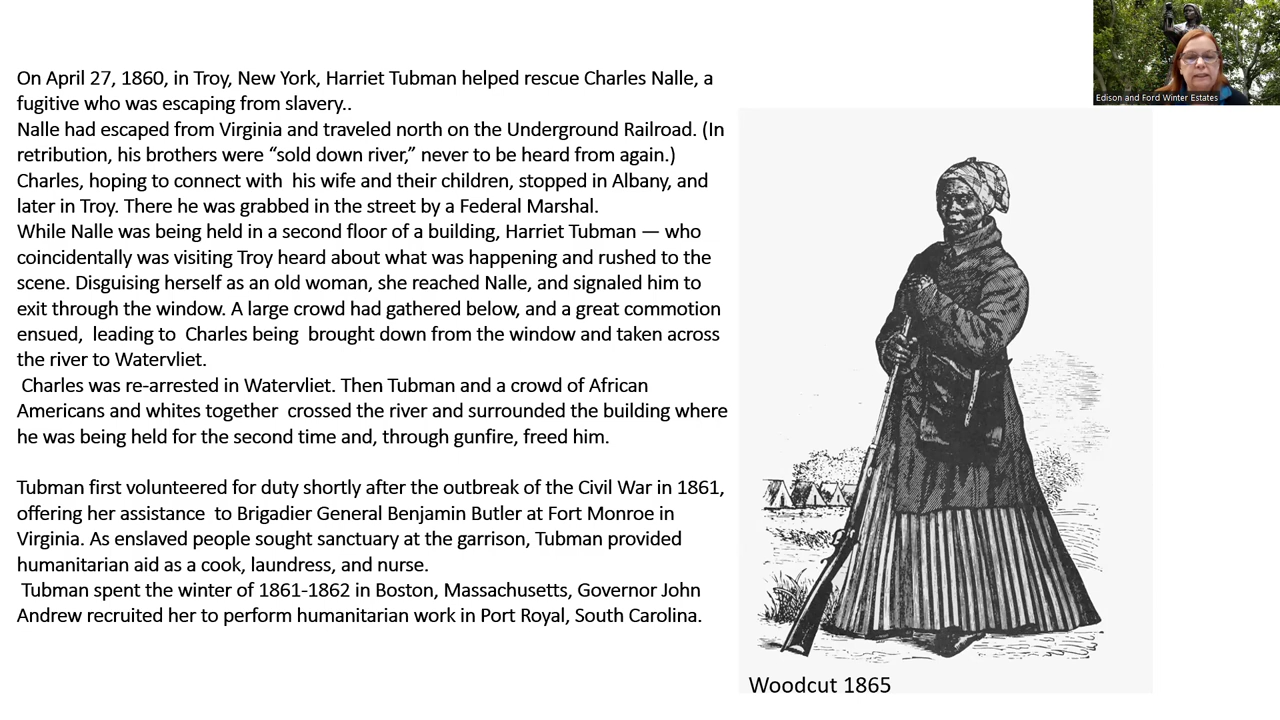 On April 27, 1860, in Troy, New York, Harriet Tubman helped rescue Charles Nalle, a
fugitive who was escaping from slavery..
Nalle had escaped from Virginia and traveled north on the Underground Railroad. (In
retribution, his brothers were “sold down river,” never to be heard from again.)
Charles, hoping to connect with  his wife and their children, stopped in Albany, and
later in Troy. There he was grabbed in the street by a Federal Marshal.
While Nalle was being held in a second floor of a building, Harriet Tubman — who
coincidentally was visiting Troy heard about what was happening and rushed to the
scene. Disguising herself as an old woman, she reached Nalle, and signaled him to
exit through the window. A large crowd had gathered below, and a great commotion
ensued,  leading to  Charles being  brought down from the window and taken across
the river to Watervliet.
Charles was re-arrested in Watervliet. Then Tubman and a crowd of African
Americans and whites together  crossed the river and surrounded the building where
he was being held for the second time and, through gunfire, freed him.
Tubman first volunteered for duty shortly after the outbreak of the Civil War in 1861,
offering her assistance  to Brigadier General Benjamin Butler at Fort Monroe in
Virginia. As enslaved people sought sanctuary at the garrison, Tubman provided
humanitarian aid as a cook, laundress, and nurse.
Tubman spent the winter of 1861-1862 in Boston, Massachusetts, Governor John
Andrew recruited her to perform humanitarian work in Port Royal, South Carolina.
Edison and Ford Winter Estates
Woodcut 1865